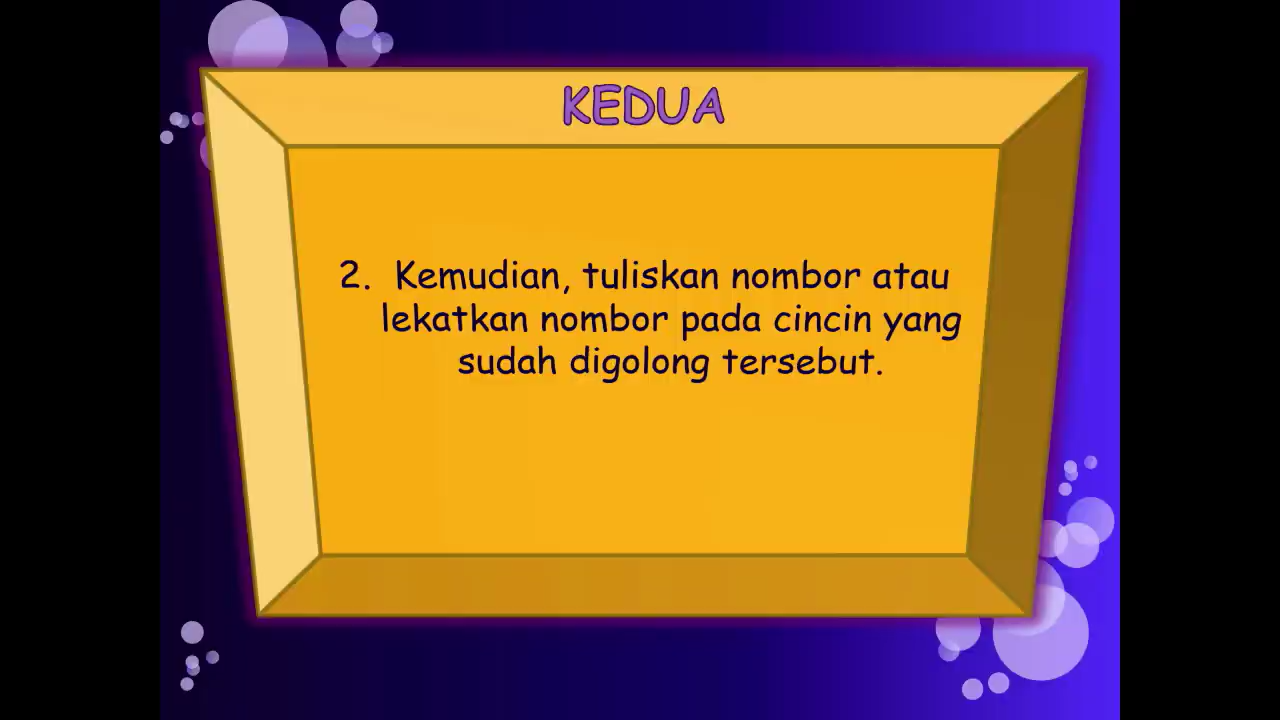 KEDUA
2. Kemudian, tuliskan nombor atau
lekatkan nombor pada cincin yang
sudah digolong tersebut.